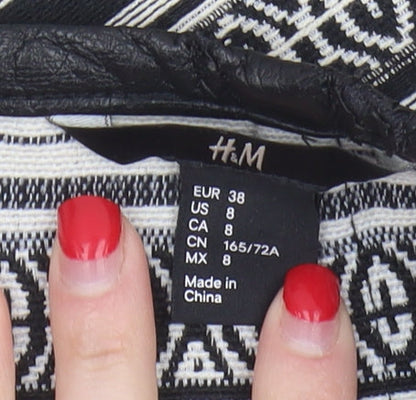 H&M
EUR 38
US 8
CA 8
CN 165/72A
MX 8
Made in
China